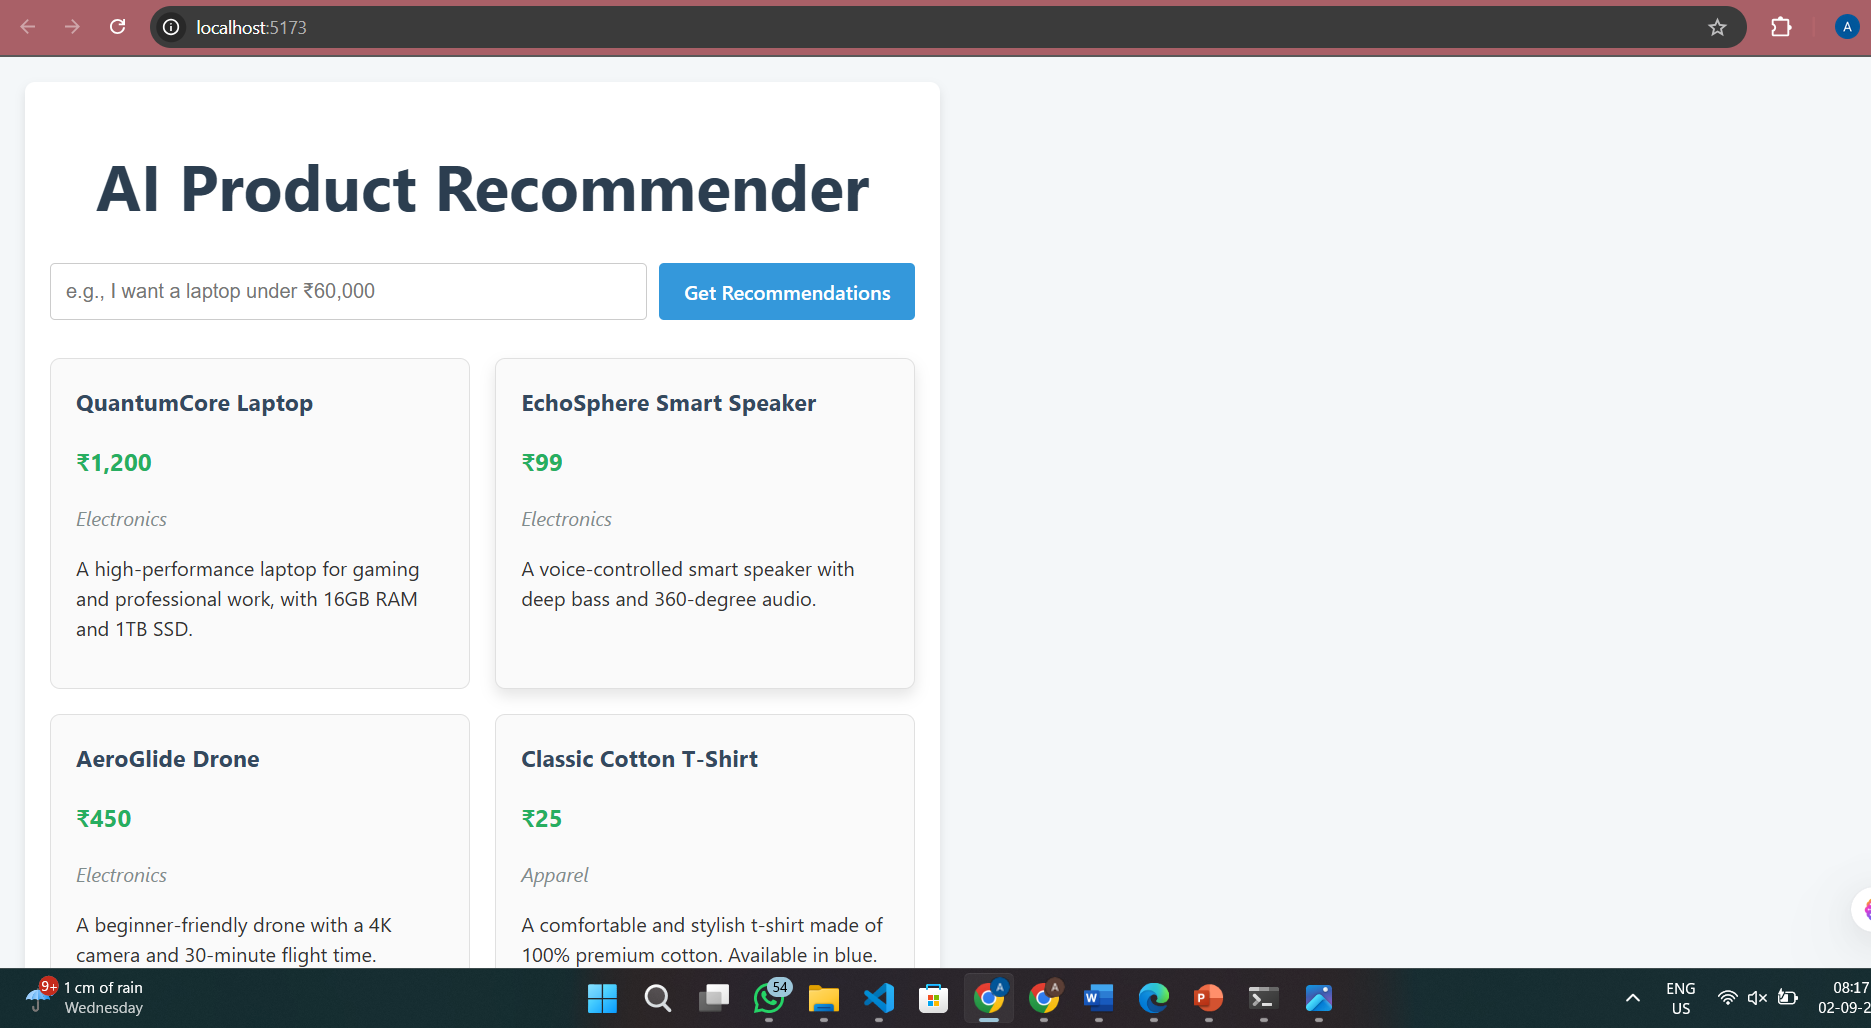 localhost:5173
A
AI Product Recommender
e.g., I want a laptop under ₹60,000
Get Recommendations
QuantumCore Laptop
₹1,200
Electronics
A high-performance laptop for gaming
and professional work, with 16GB RAM
and 1TB SSD.
EchoSphere Smart Speaker
₹99
Electronics
A voice-controlled smart speaker with
deep bass and 360-degree audio.
AeroGlide Drone
₹450
Electronics
A beginner-friendly drone with a 4K
camera and 30-minute flight time.
Classic Cotton T-Shirt
₹25
Apparel
A comfortable and stylish t-shirt made of
100% premium cotton. Available in blue.
9+
1 cm of rain
Wednesday
54
A
A
W
P
ENG
US
08:17
02-09-2